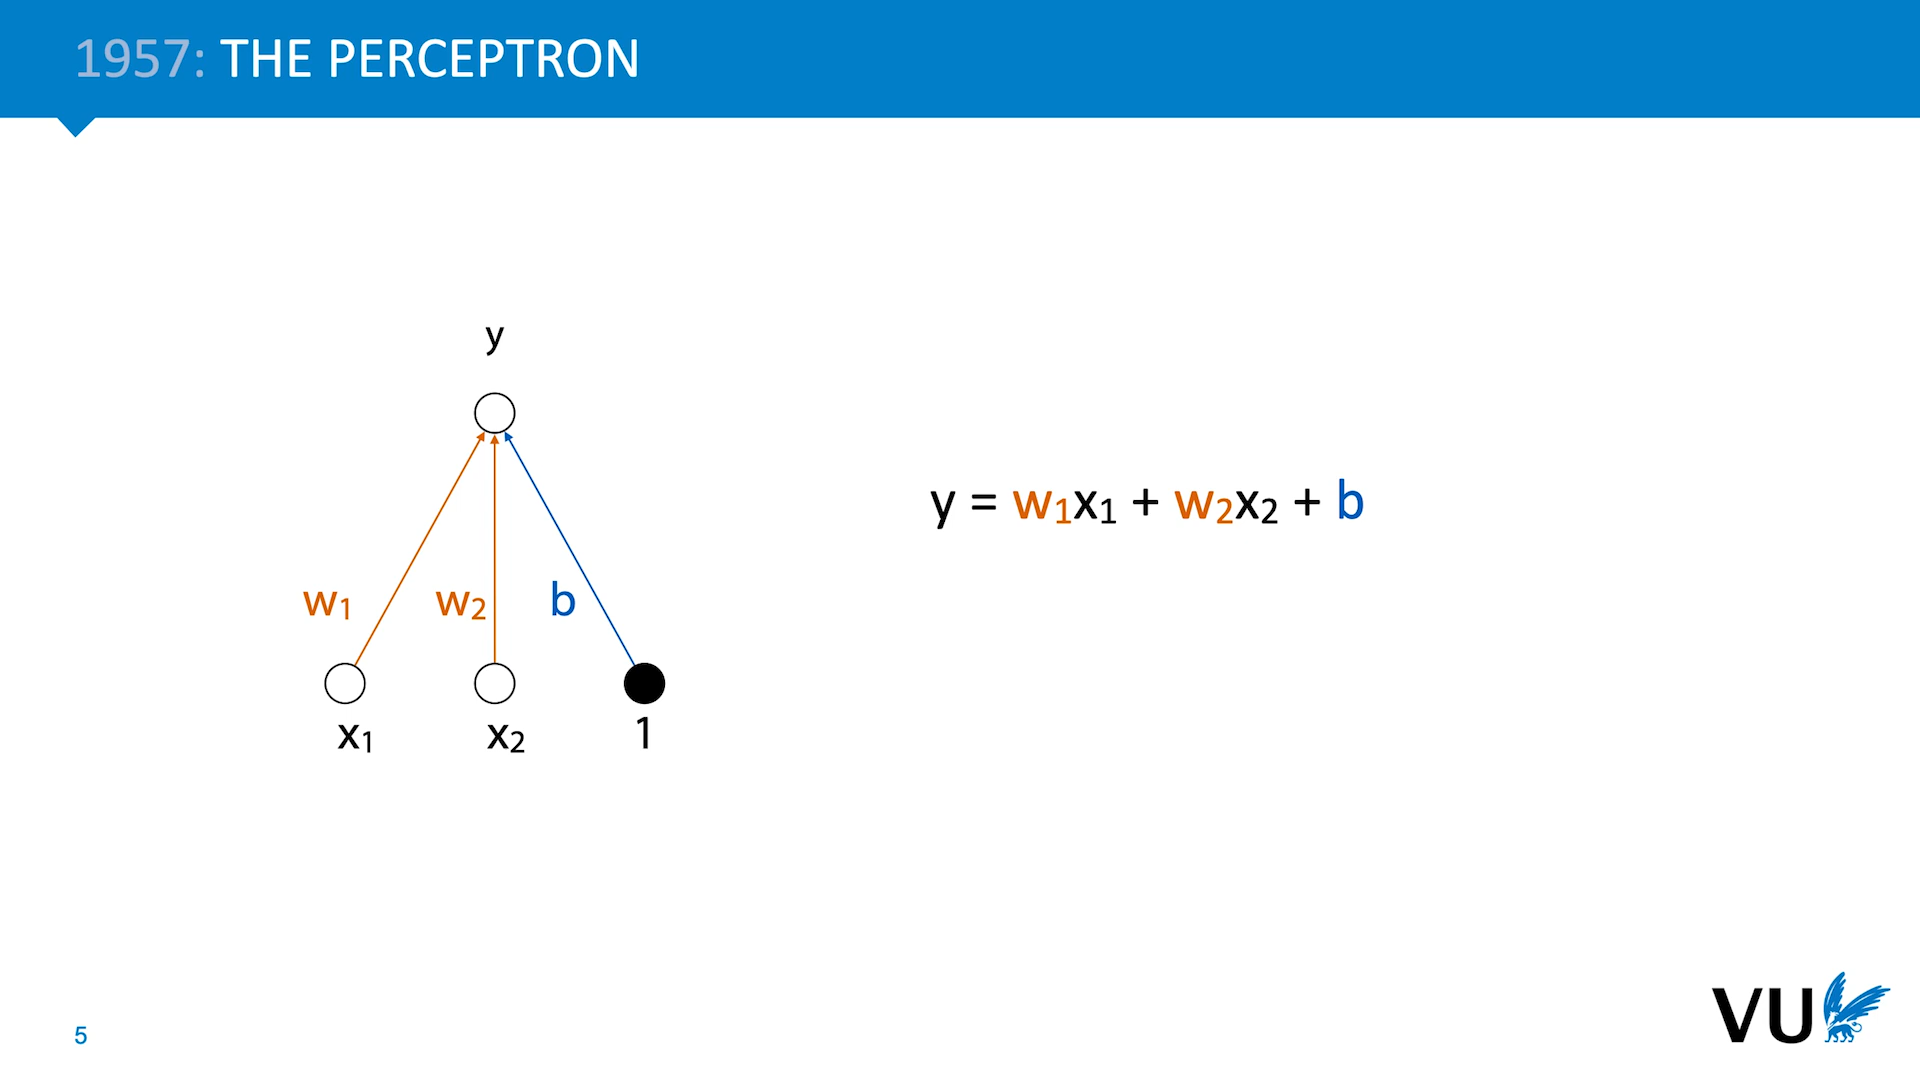 1957: THE PERCEPTRON
y
y = w₁x₁ + w₂x₂ + b
w₁ w₂ b
x₁ x₂ 1
5
VU